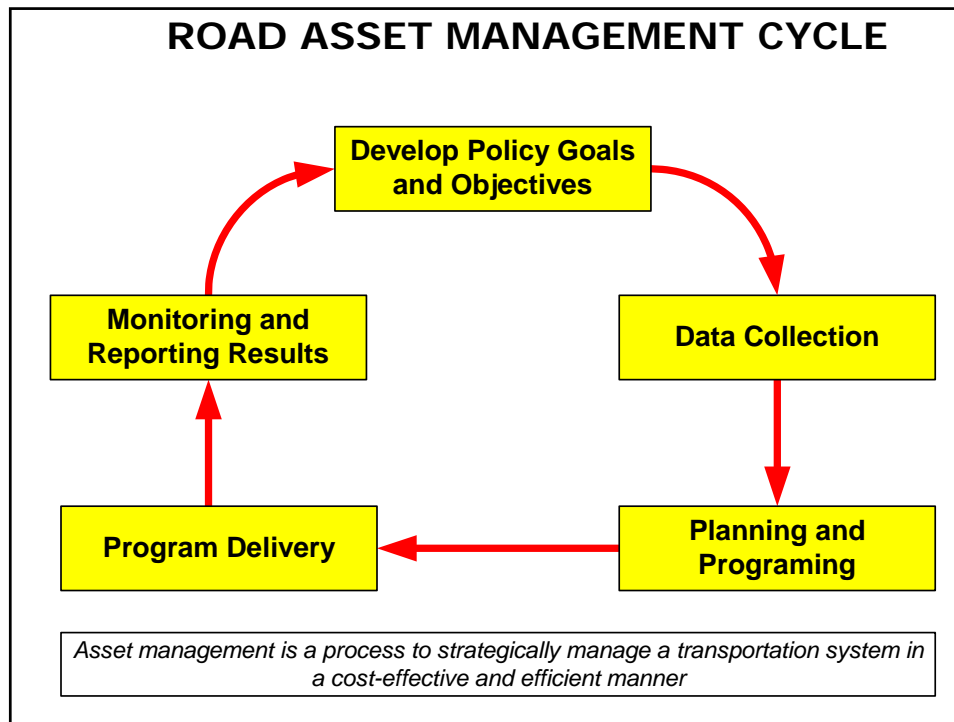 ROAD ASSET MANAGEMENT CYCLE
Develop Policy Goals
and Objectives
Monitoring and
Reporting Results
Data Collection
Program Delivery
Planning and
Programing
Asset management is a process to strategically manage a transportation system in
a cost-effective and efficient manner